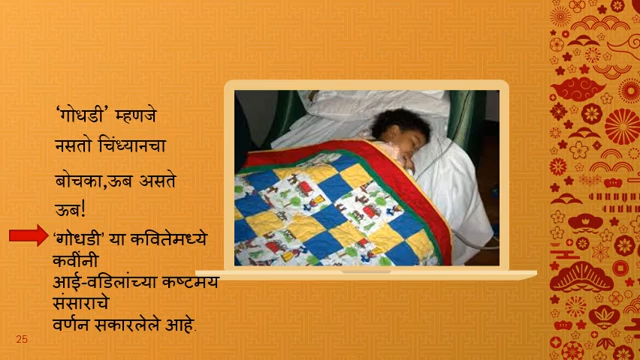 ‘गोधडी’ म्हणजे
नसतो चिंध्यानचा
बोचका,ऊब असते
ऊब!
‘गोधडी’ या कवितेमध्ये
कवींनी
आई-वडिलांच्या कष्टमय
संसाराचे
वर्णन सकारलेले आहे.
25